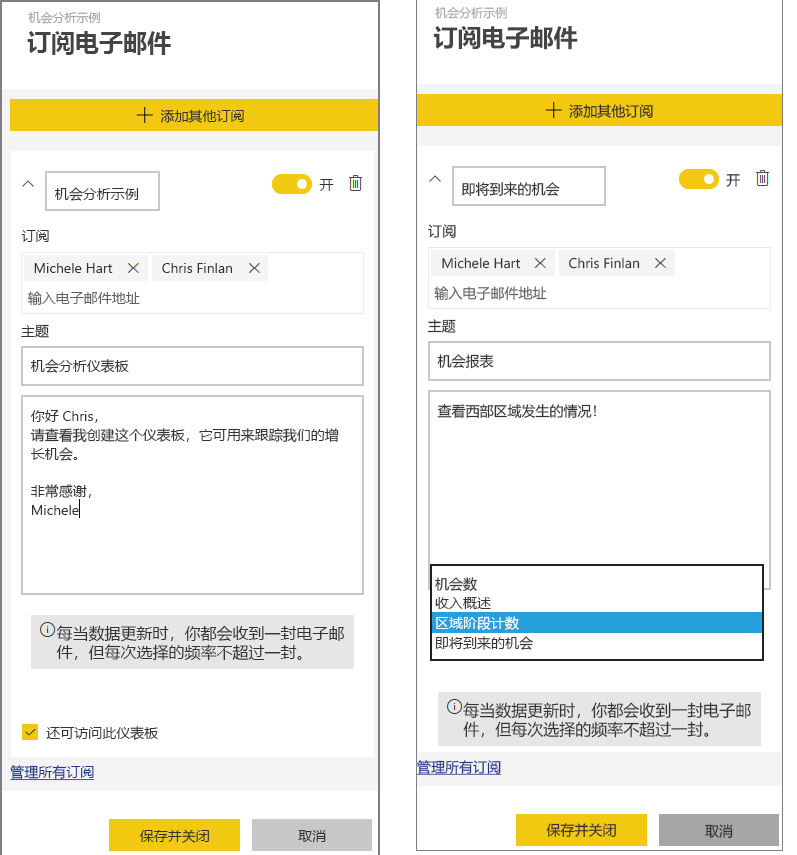 机会分析示例
订阅电子邮件
添加其他订阅
机会分析示例
开
订阅
Michele Hart
Chris Finlan
输入电子邮件地址
主题
机会分析仪表板
你好 Chris，
请查看我创建这个仪表板，它可用来跟踪我们的增
长机会。
非常感谢，
Michele
每当数据更新时，你都会收到一封电子邮
件，但每次选择的频率不超过一封。
还可访问此仪表板
管理所有订阅
保存并关闭
取消
机会分析示例
订阅电子邮件
添加其他订阅
即将到来的机会
开
订阅
Michele Hart
Chris Finlan
输入电子邮件地址
主题
机会报表
查看西部区域发生的情况！
机会数
收入概述
区域阶段计数
即将到来的机会
每当数据更新时，你都会收到一封电子邮
件，但每次选择的频率不超过一封。
管理所有订阅
保存并关闭
取消